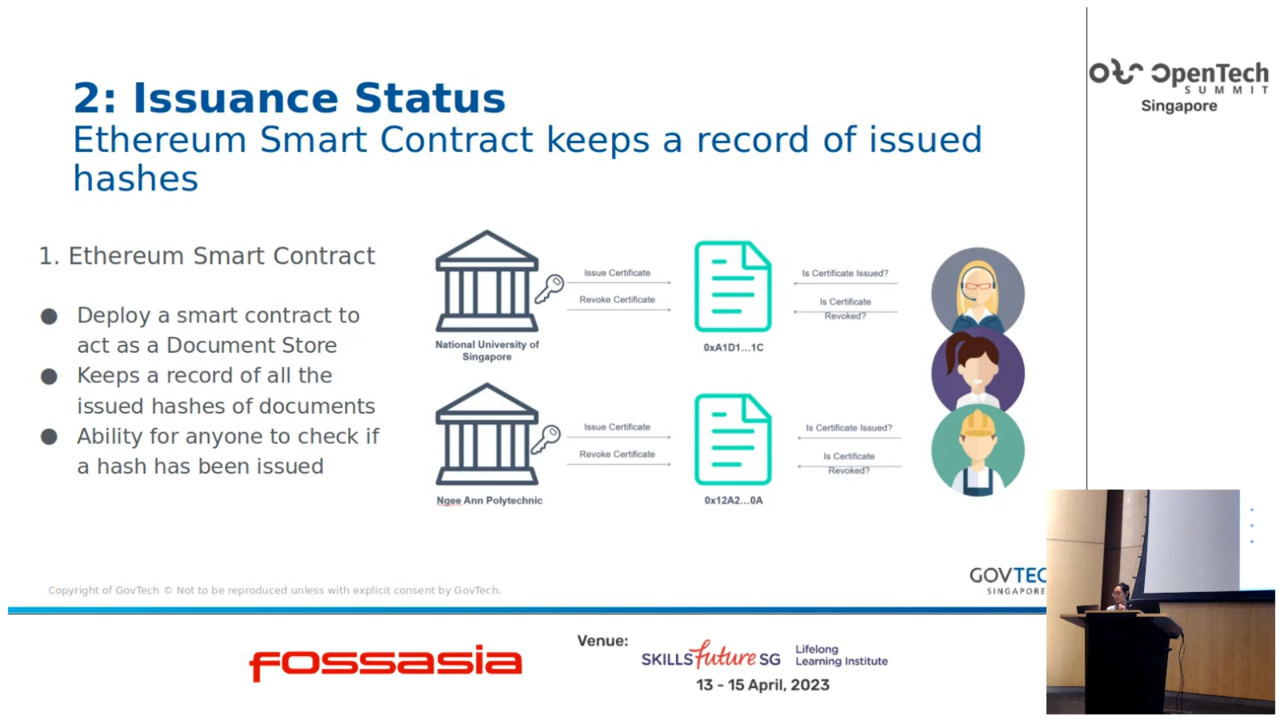 2: Issuance Status
Ethereum Smart Contract keeps a record of issued
hashes
1. Ethereum Smart Contract
● Deploy a smart contract to
act as a Document Store
● Keeps a record of all the
issued hashes of documents
● Ability for anyone to check if
a hash has been issued
Issue Certificate
Revoke Certificate
National University of
Singapore
0xA1D1...1C
Is Certificate Issued?
Is Certificate
Revoked?
Issue Certificate
Revoke Certificate
Ngee Ann Polytechnic
0x12A2...0A
Is Certificate Issued?
Is Certificate
Revoked?
Copyright of GovTech © Not to be reproduced unless with explicit consent by GovTech.
GOVTEC
SINGAPORE
OpenTech
SUMMIT
Singapore
fossasia
Venue:
SKILLSfuture SG
Lifelong
Learning Institute
13 - 15 April, 2023